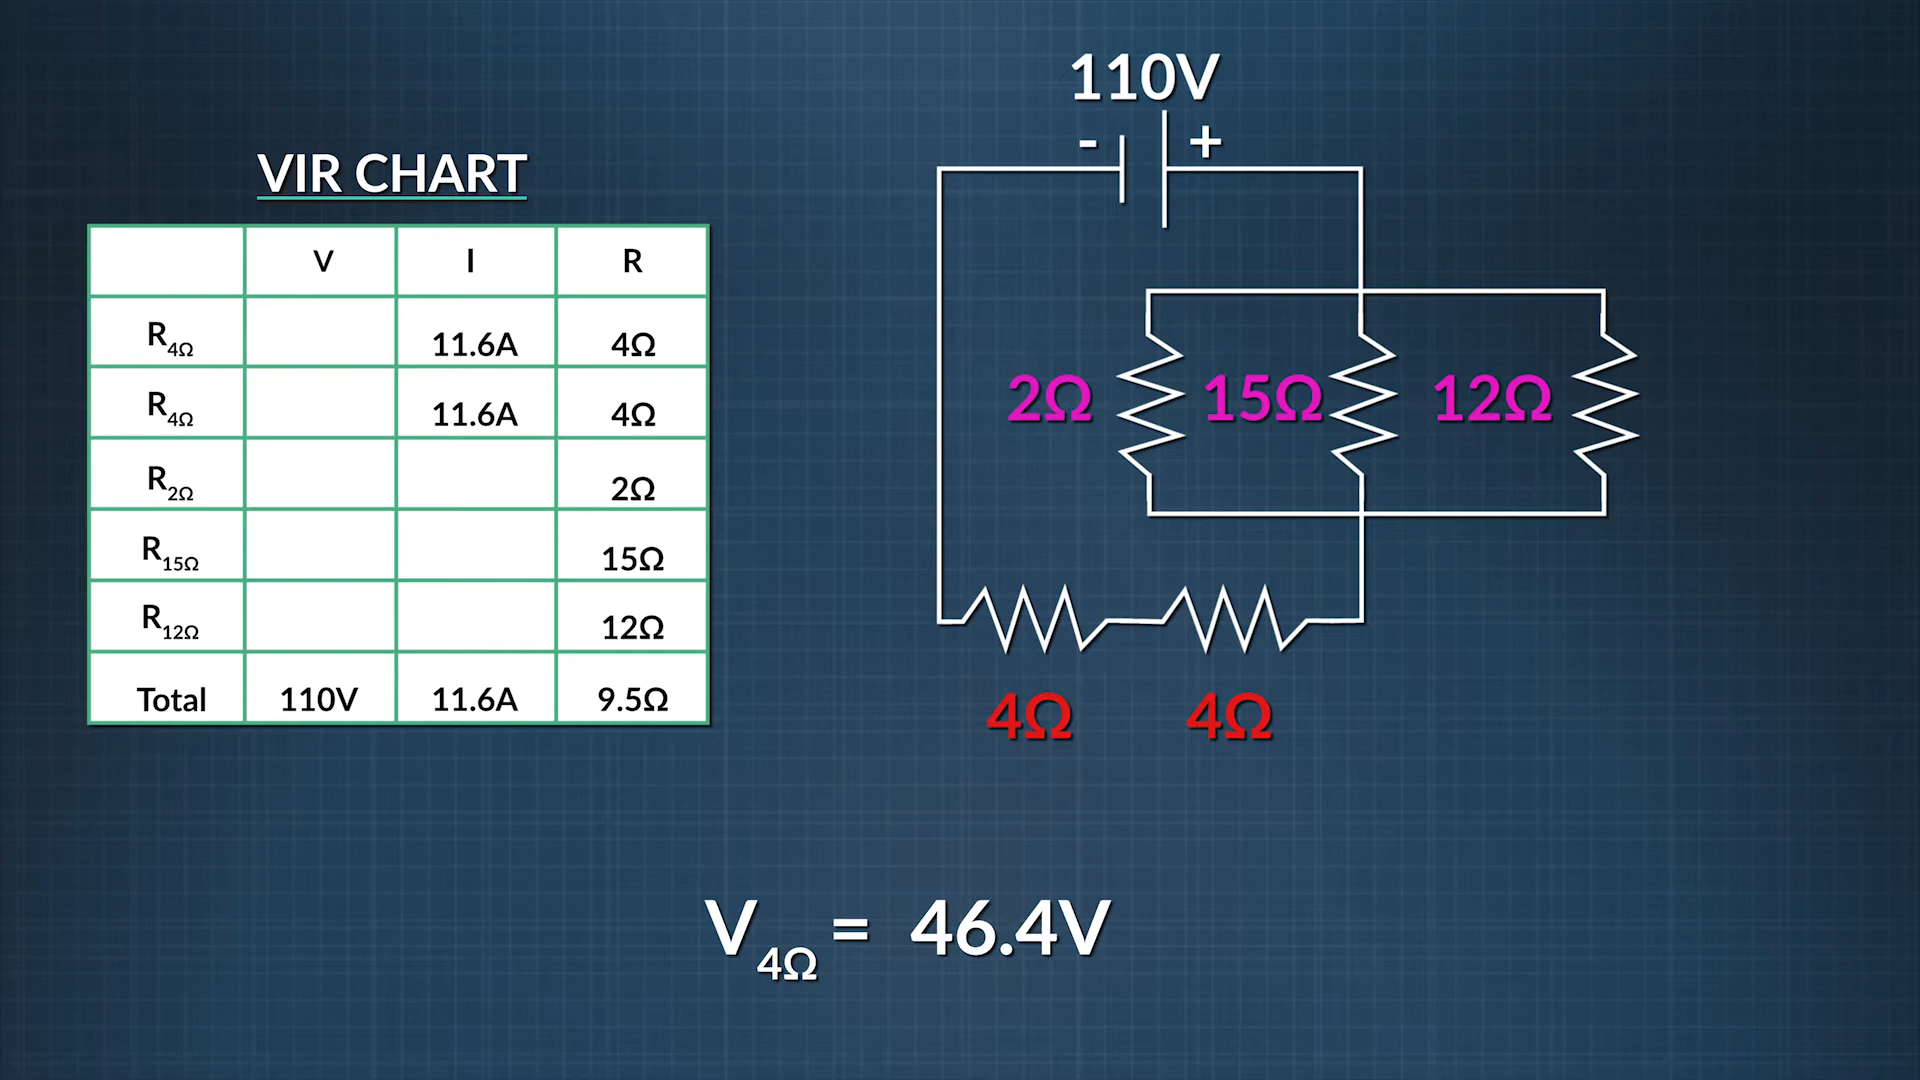 110V
- +
VIR CHART
V I R
R4Ω 11.6A 4Ω
R4Ω 11.6A 4Ω
R2Ω 2Ω
R15Ω 15Ω
R12Ω 12Ω
Total 110V 11.6A 9.5Ω
2Ω 15Ω 12Ω
4Ω 4Ω
V4Ω = 46.4V